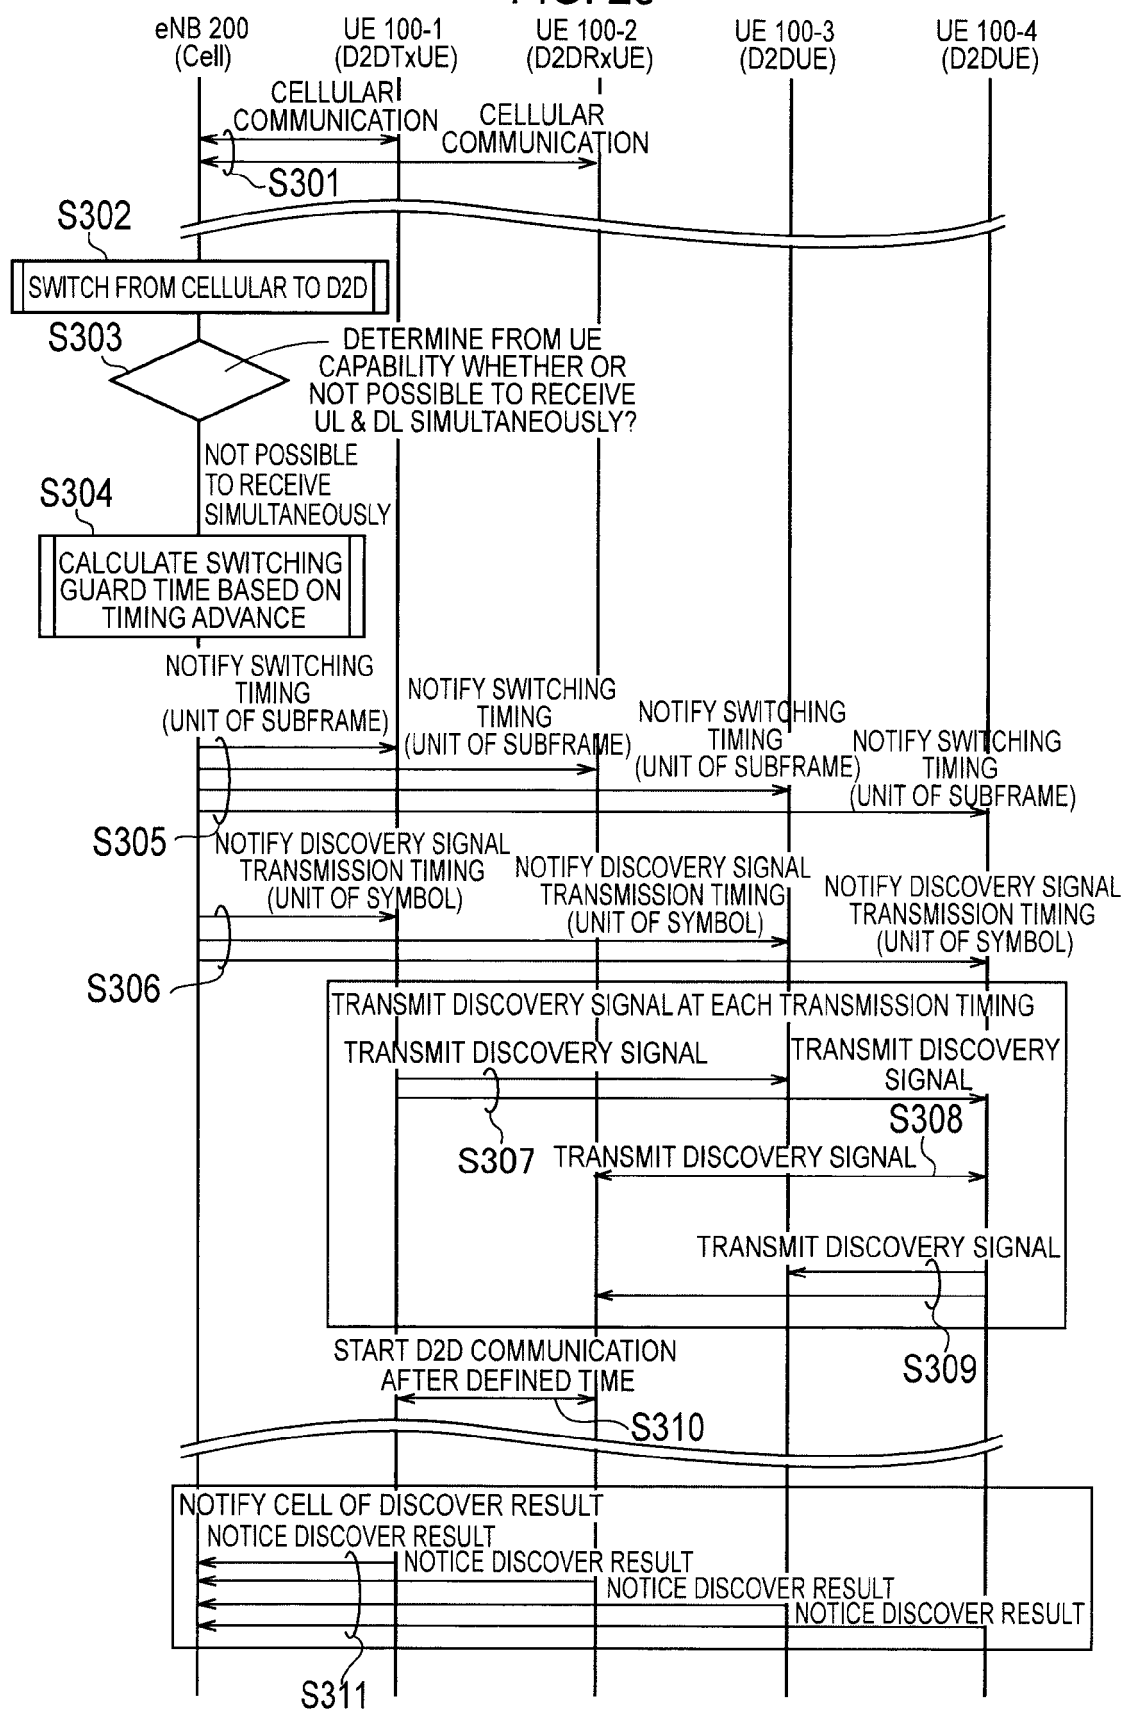 eNB 200
(Cell)
UE 100-1
(D2DTxUE)
UE 100-2
(D2DRxUE)
UE 100-3
(D2DUE)
UE 100-4
(D2DUE)
CELLULAR
COMMUNICATION
CELLULAR
COMMUNICATION
S301
S302
SWITCH FROM CELLULAR TO D2D
S303
DETERMINE FROM UE
CAPABILITY WHETHER OR
NOT POSSIBLE TO RECEIVE
UL & DL SIMULTANEOUSLY?
NOT POSSIBLE
TO RECEIVE
SIMULTANEOUSLY
S304
CALCULATE SWITCHING
GUARD TIME BASED ON
TIMING ADVANCE
NOTIFY SWITCHING
TIMING
(UNIT OF SUBFRAME)
NOTIFY SWITCHING
TIMING
(UNIT OF SUBFRAME)
NOTIFY SWITCHING
TIMING
(UNIT OF SUBFRAME)
NOTIFY SWITCHING
TIMING
(UNIT OF SUBFRAME)
S305
NOTIFY DISCOVERY SIGNAL
TRANSMISSION TIMING
(UNIT OF SYMBOL)
NOTIFY DISCOVERY SIGNAL
TRANSMISSION TIMING
(UNIT OF SYMBOL)
NOTIFY DISCOVERY SIGNAL
TRANSMISSION TIMING
(UNIT OF SYMBOL)
S306
TRANSMIT DISCOVERY SIGNAL AT EACH TRANSMISSION TIMING
TRANSMIT DISCOVERY SIGNAL
TRANSMIT DISCOVERY
SIGNAL
S307
S308
TRANSMIT DISCOVERY SIGNAL
TRANSMIT DISCOVERY SIGNAL
S309
START D2D COMMUNICATION
AFTER DEFINED TIME
S310
NOTIFY CELL OF DISCOVER RESULT
NOTICE DISCOVER RESULT
NOTICE DISCOVER RESULT
NOTICE DISCOVER RESULT
NOTICE DISCOVER RESULT
S311